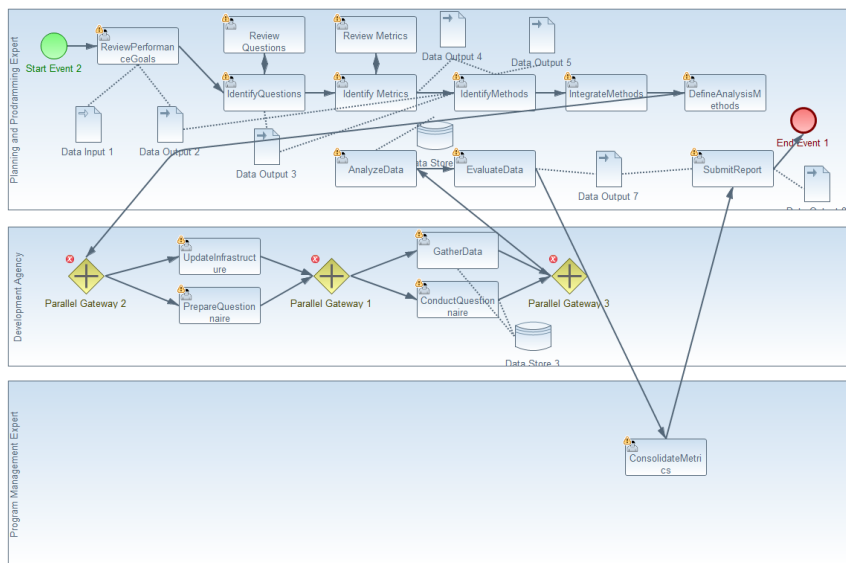 Planning and Prodramming Expert
Start Event 2
ReviewPerforma
nceGoals
Review
Questions
Review Metrics
Data Output 4
Data Output 5
IdentifyQuestions
Identify Metrics
IdentifyMethods
IntegrateMethods
DefineAnalysisM
ethods
Data Input 1
Data Output 2
Data Output 3
AnalyzeData
ta Store
EvaluateData
Data Output 7
SubmitReport
End Event 1
Development Agency
Parallel Gateway 2
UpdateInfrastruct
ure
PrepareQuestion
naire
Parallel Gateway 1
GatherData
ConductQuestion
naire
Parallel Gateway 3
Data Store 3
Program Management Expert
ConsolidateMetri
cs